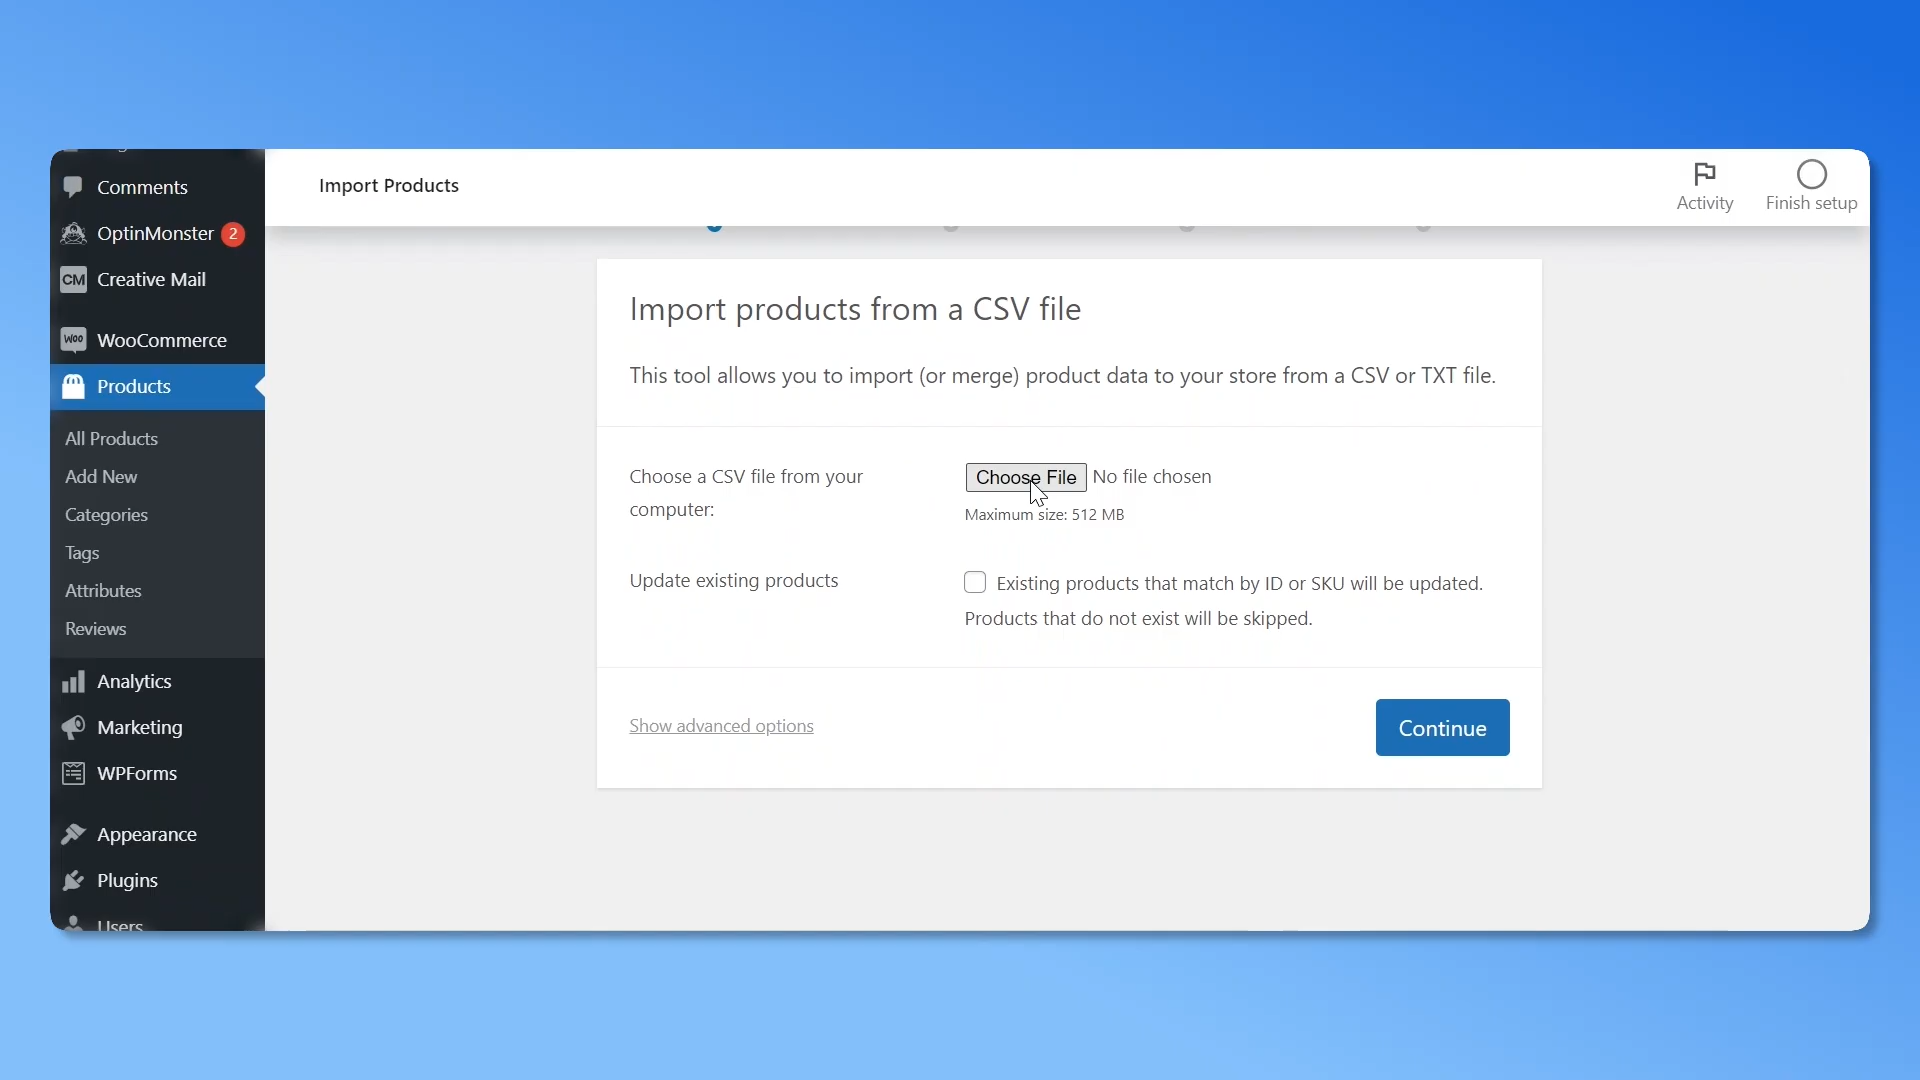 Comments
OptinMonster 2
CM Creative Mail
Woo WooCommerce
Products
All Products
Add New
Categories
Tags
Attributes
Reviews
Analytics
Marketing
WPForms
Appearance
Plugins
Users
Import Products
Activity
Finish setup
Import products from a CSV file
This tool allows you to import (or merge) product data to your store from a CSV or TXT file.
Choose a CSV file from your
computer:
Choose File No file chosen
Maximum size: 512 MB
Update existing products
Existing products that match by ID or SKU will be updated.
Products that do not exist will be skipped.
Show advanced options
Continue